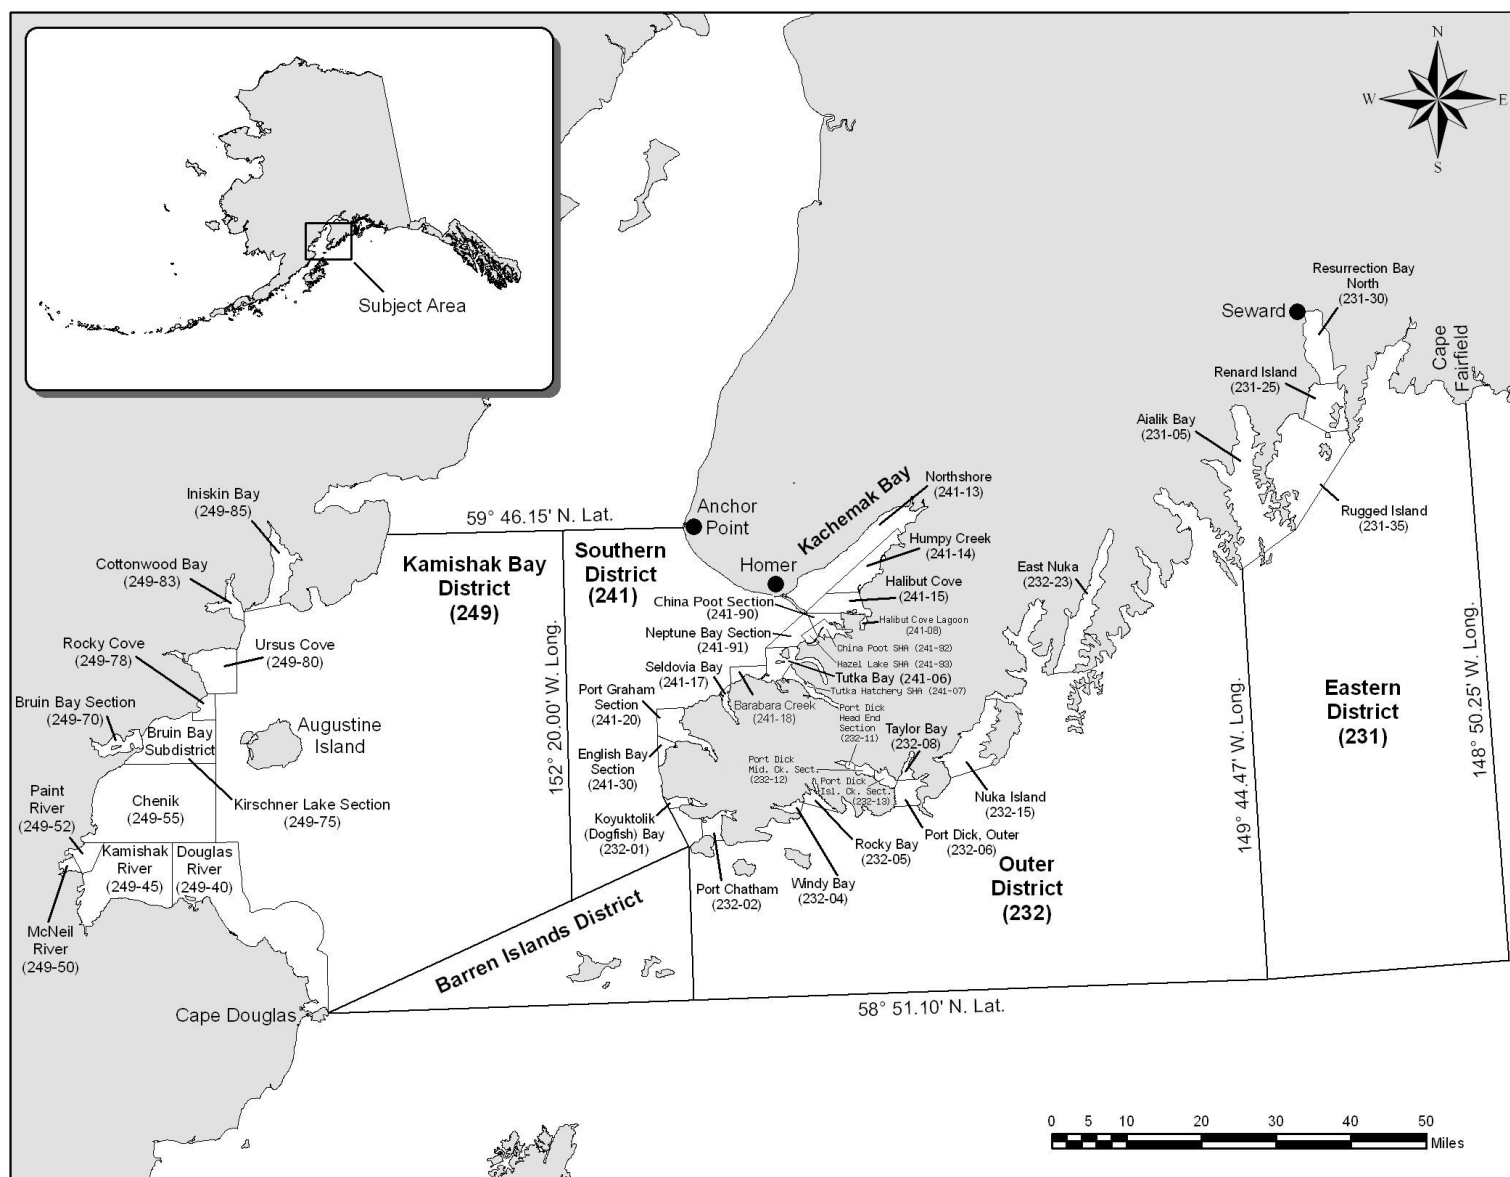 N
W
E
S
Subject Area
Resurrection Bay
North
(231-30)
Seward
Cape
Fairfield
Renard Island
(231-25)
Aialik Bay
(231-05)
Rugged Island
(231-35)
Iniskin Bay
(249-85)
59° 46.15' N. Lat.
Anchor
Point
Kachemak Bay
Northshore
(241-13)
Cottonwood Bay
(249-83)
Kamishak Bay
District
(249)
Southern
District
(241)
Homer
Humpy Creek
(241-14)
East Nuka
(232-23)
Halibut Cove
(241-15)
China Poot Section
(241-90)
Halibut Cove Lagoon
(241-08)
Rocky Cove
(249-78)
Ursus Cove
(249-80)
Neptune Bay Section
(241-91)
China Poot SHA (241-92)
Hazel Lake SHA (241-93)
Seldovia Bay
(241-17)
Tutka Bay (241-06)
Tutka Hatchery SHA (241-07)
Bruin Bay Section
(249-70)
Bruin Bay
Subdistrict
Augustine
Island
152° 20.00' W. Long.
Port Graham
Section
(241-20)
Barabara Creek
(241-18)
Port Dick
Head End
Section
(232-11)
Taylor Bay
(232-08)
149° 44.47' W. Long.
Eastern
District
(231)
148° 50.25' W. Long.
English Bay
Section
(241-30)
Port Dick
Mid. Ck. Sect.
(232-12)
Port Dick
Isl. Ck. Sect.
(232-13)
Nuka Island
(232-15)
Paint
River
(249-52)
Chenik
(249-55)
Kirschner Lake Section
(249-75)
Koyuktolik
(Dogfish) Bay
(232-01)
Rocky Bay
(232-05)
Port Dick, Outer
(232-06)
Kamishak
River
(249-45)
Douglas
River
(249-40)
Outer
District
(232)
Port Chatham
(232-02)
Windy Bay
(232-04)
McNeil
River
(249-50)
Barren Islands District
Cape Douglas
58° 51.10' N. Lat.
0 5 10 20 30 40 50
Miles